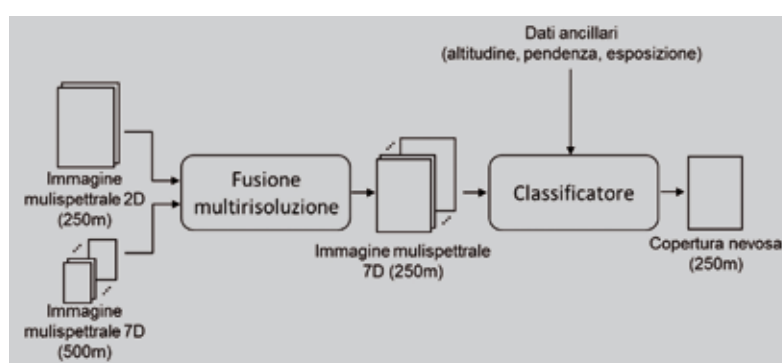 Dati ancillari
(altitudine, pendenza, esposizione)
Immagine
mulispettrale 2D
(250m)
Fusione
multirisoluzione
Classificatore
Immagine mulispettrale
7D (250m)
Copertura nevosa
(250m)
Immagine
mulispettrale 7D
(500m)